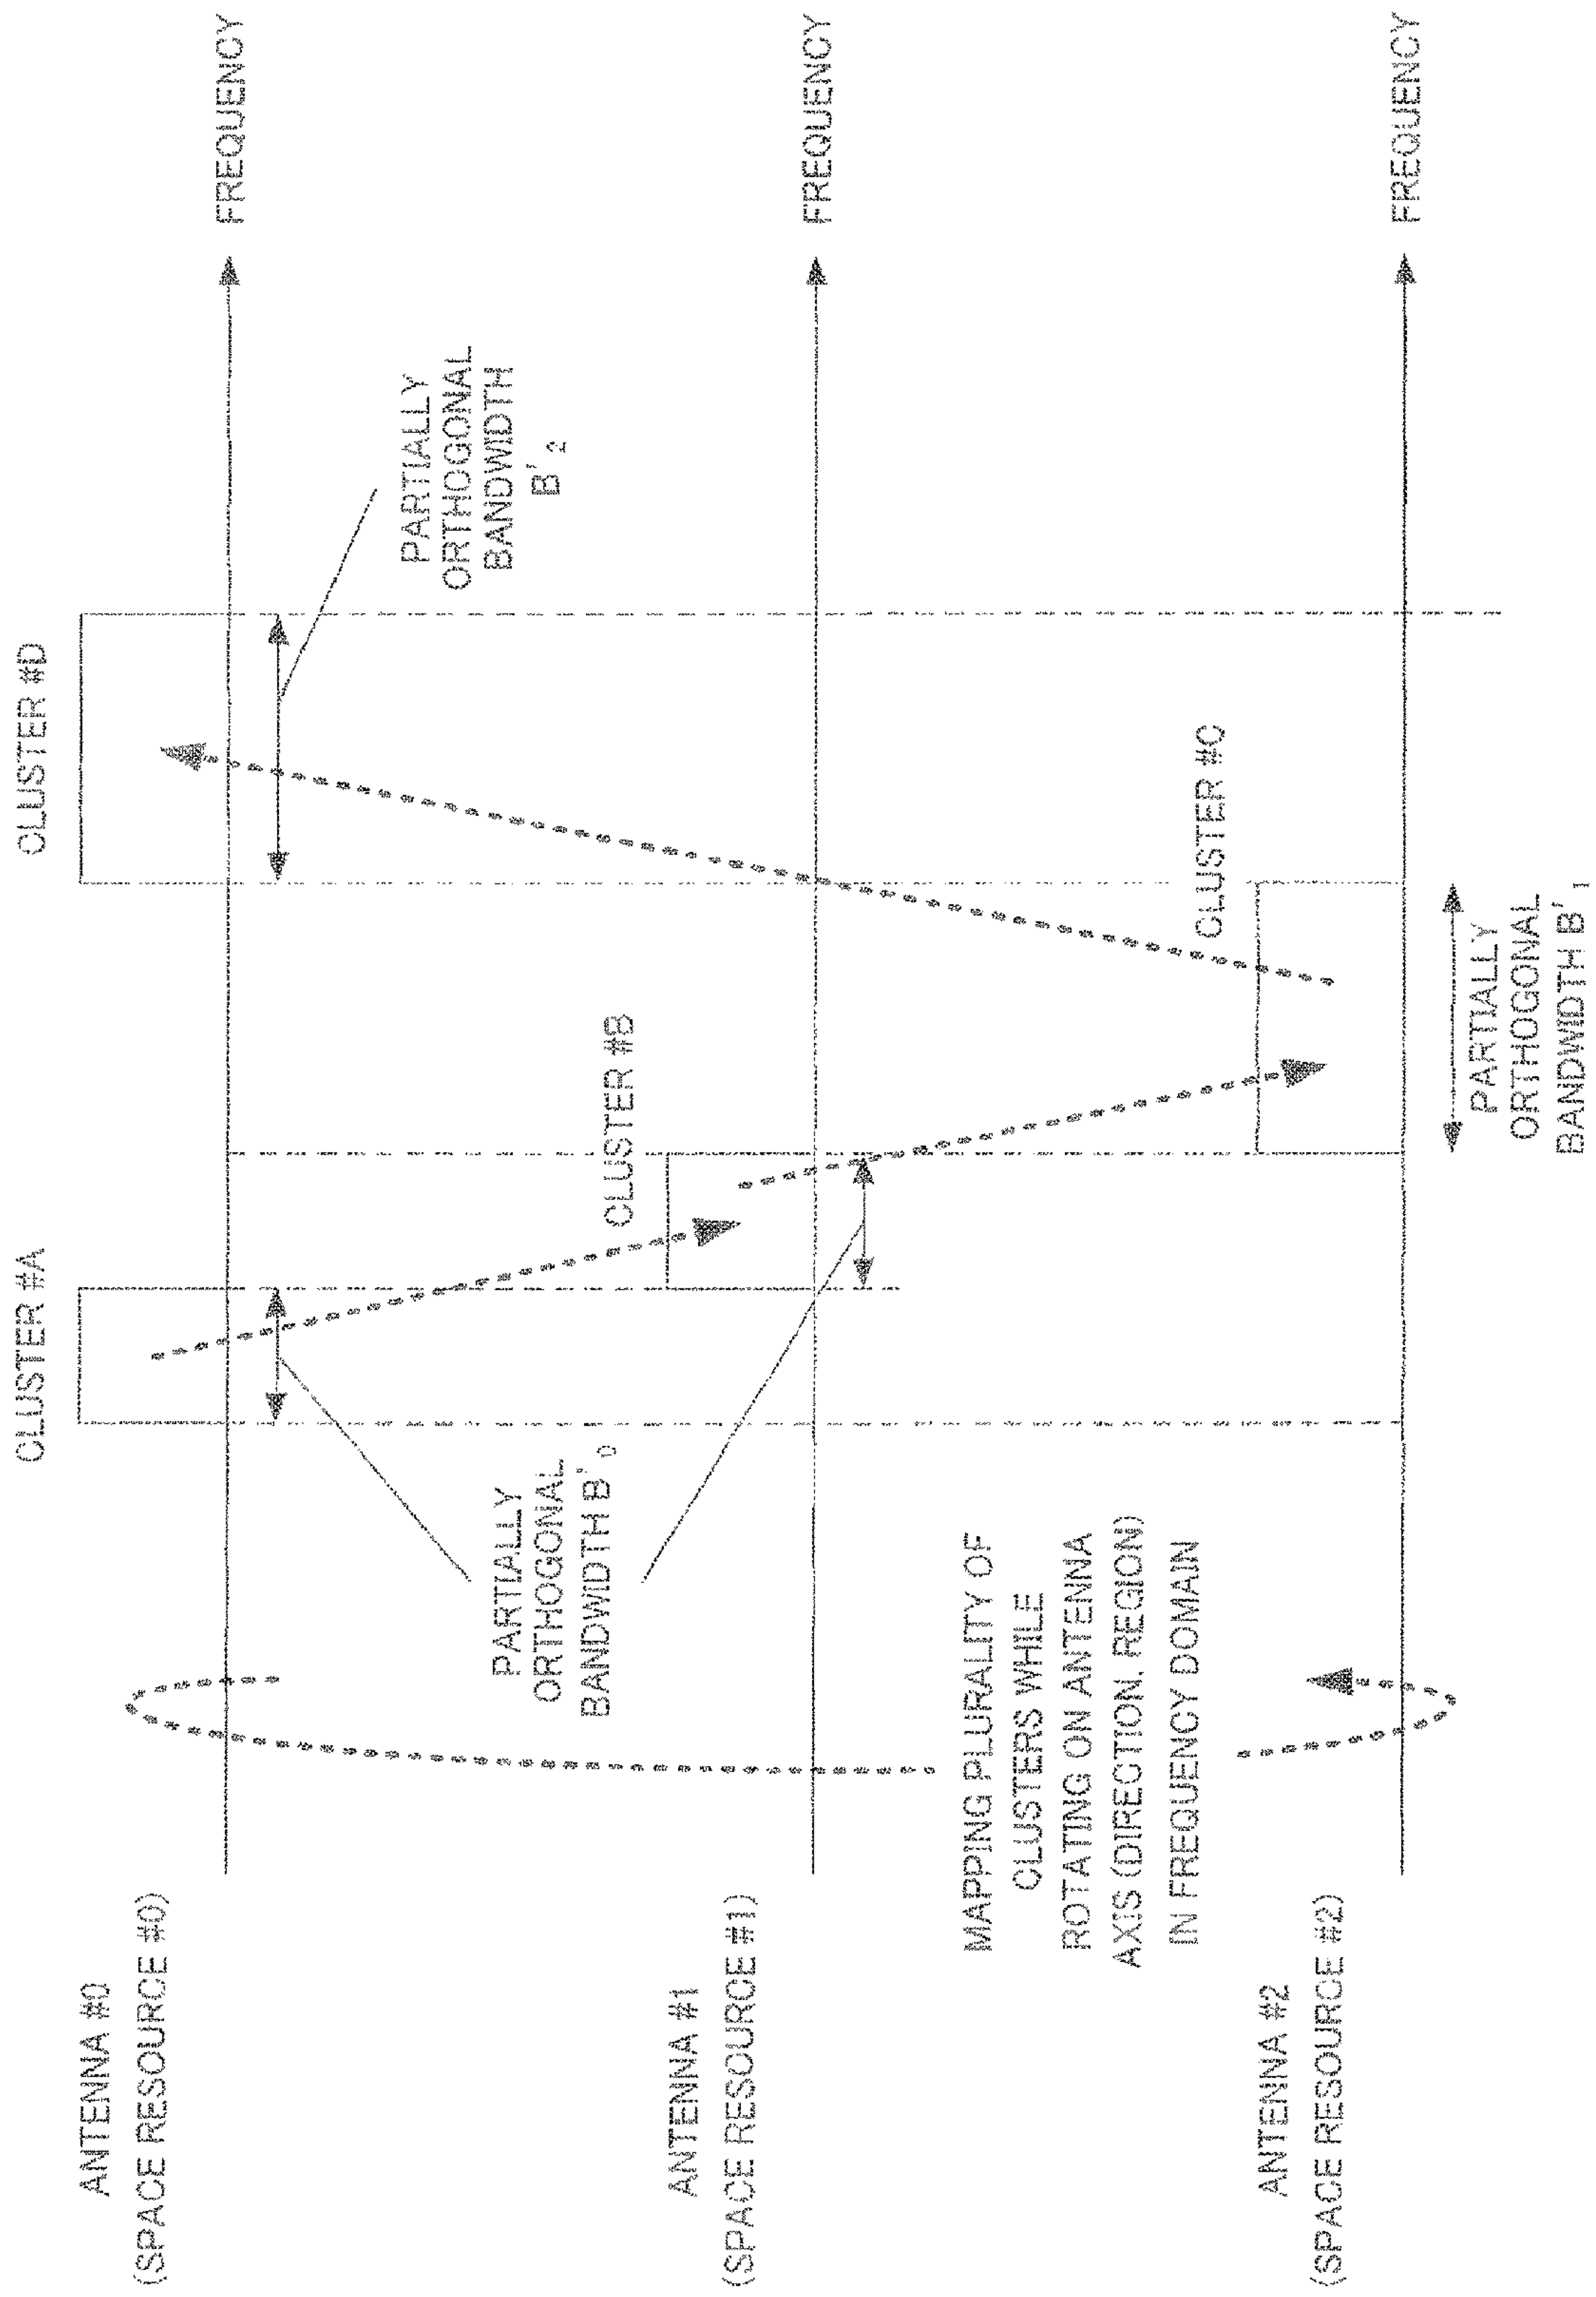 ANTENNA #0
(SPACE RESOURCE #0)
CLUSTER #A
CLUSTER #D
FREQUENCY
PARTIALLY
ORTHOGONAL
BANDWIDTH
B'2
PARTIALLY
ORTHOGONAL
BANDWIDTH B'0
CLUSTER #B
ANTENNA #1
(SPACE RESOURCE #1)
FREQUENCY
MAPPING PLURALITY OF
CLUSTERS WHILE
ROTATING ON ANTENNA
AXIS (DIRECTION, REGION)
IN FREQUENCY DOMAIN
CLUSTER #C
ANTENNA #2
(SPACE RESOURCE #2)
FREQUENCY
PARTIALLY
ORTHOGONAL
BANDWIDTH B'1